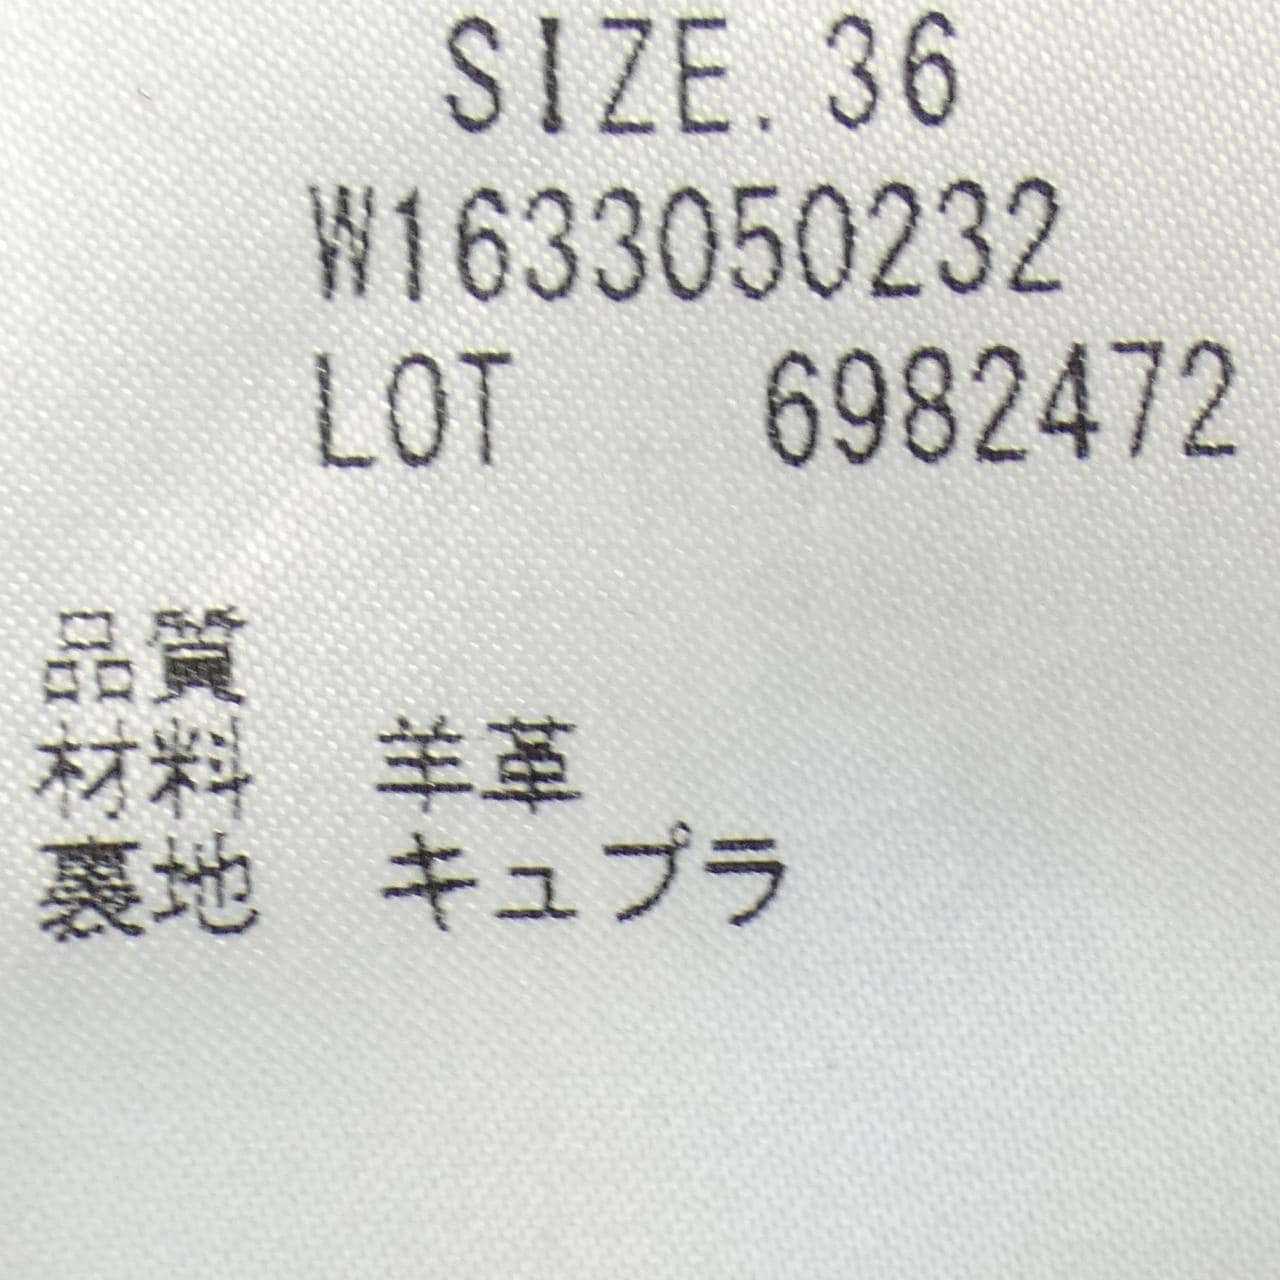 SIZE.36
W1633050232
LOT 6982472
品質
材料 羊革
裏地 キュプラ